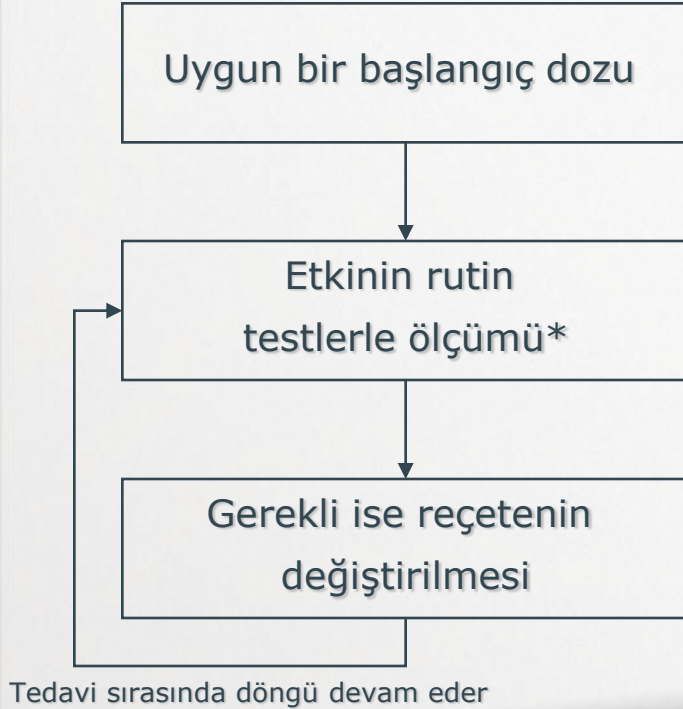 Uygun bir başlangıç dozu
Etkinin rutin
testlerle ölçümü*
Gerekli ise reçetenin
değiştirilmesi
Tedavi sırasında döngü devam eder